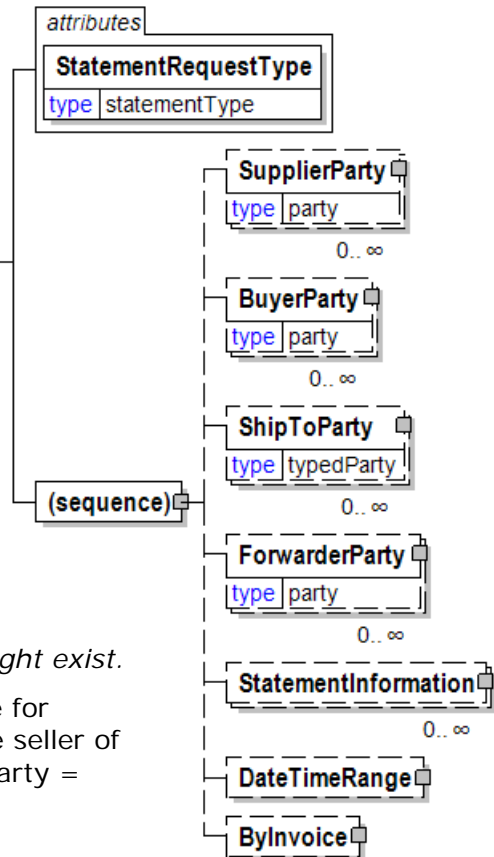 attributes
StatementRequestType
type statementType
SupplierParty
type party
0.. ∞
BuyerParty
type party
0.. ∞
ShipToParty
type typedParty
0.. ∞
(sequence)
ForwarderParty
type party
0.. ∞
StatementInformation
0.. ∞
DateTimeRange
ByInvoice
ght exist.
e for
e seller of
arty =